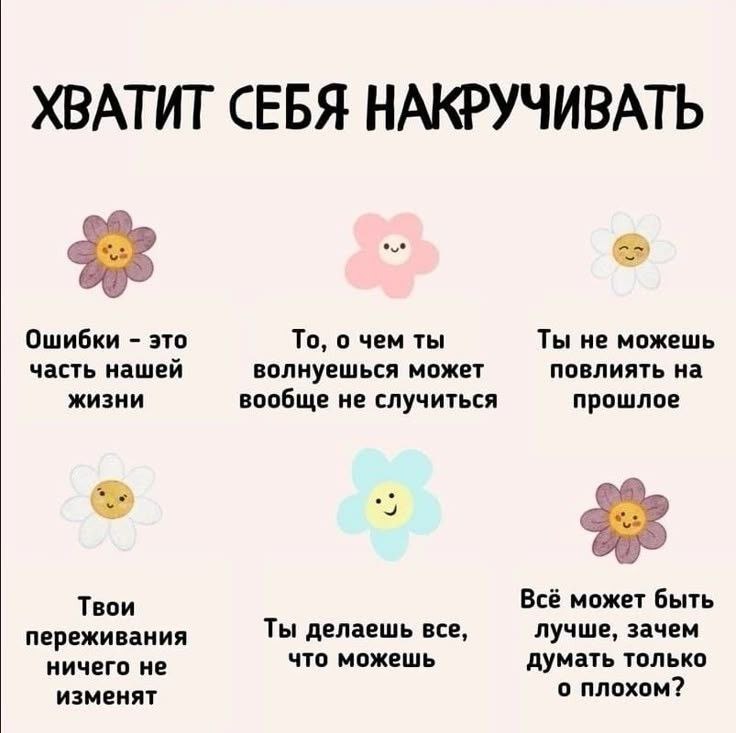 ХВАТИТ СЕБЯ НАКРУЧИВАТЬ
Ошибки - это
часть нашей
жизни
То, о чем ты
волнуешься может
вообще не случиться
Ты не можешь
повлиять на
прошлое
Твои
переживания
ничего не
изменят
Ты делаешь все,
что можешь
Всё может быть
лучше, зачем
думать только
о плохом?